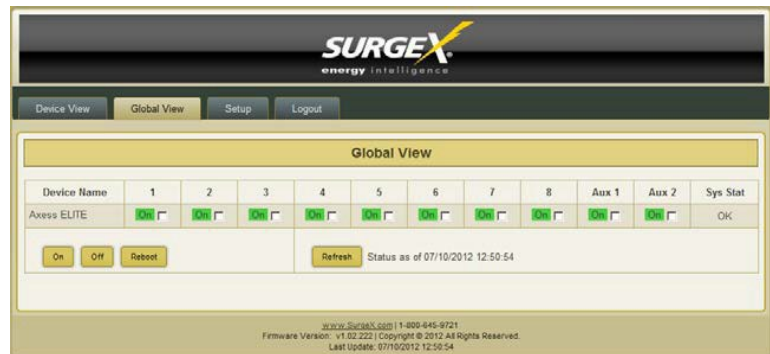 SURGEX.
energy intelligence
Device View Global View Setup Logout
Global View
Device Name 1 2 3 4 5 6 7 8 Aux 1 Aux 2 Sys Stat
Axess ELITE On On On On On On On On On On OK
On Off Reboot Refresh Status as of 07/10/2012 12:50:54
www.SurgeX.com | 1-800-645-9721
Firmware Version: v1.02.222 | Copyright © 2012 All Rights Reserved.
Last Update: 07/10/2012 12:50:54